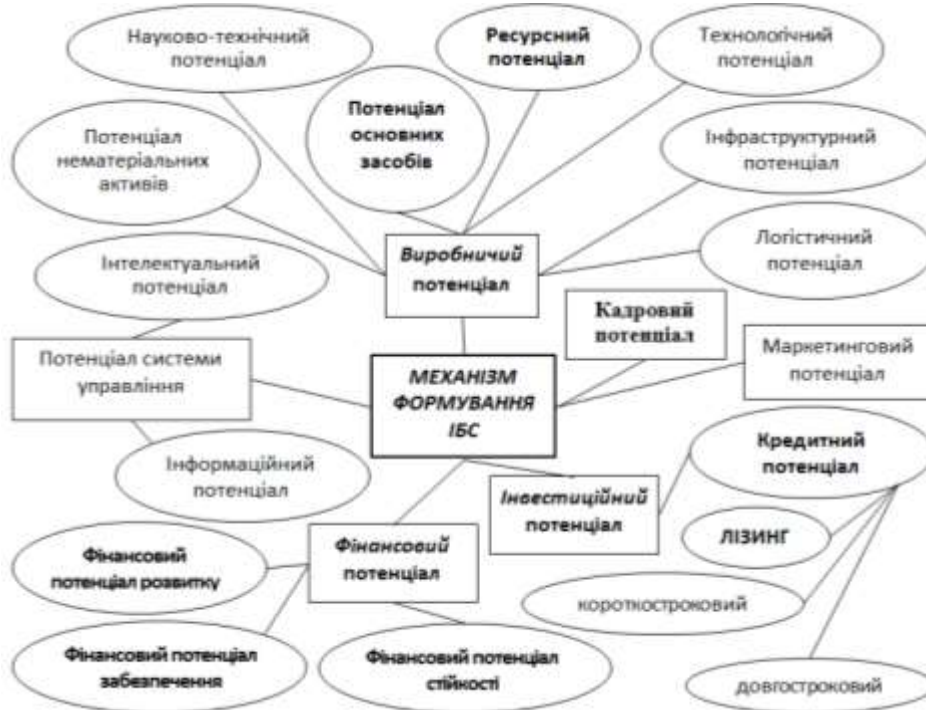 Науково-технічний
потенціал
Ресурсний
потенціал
Технологічний
потенціал
Потенціал
основних
засобів
Потенціал
нематеріальних
активів
Інфраструктурний
потенціал
Виробничий
потенціал
Логістичний
потенціал
Інтелектуальний
потенціал
Кадровий
потенціал
Потенціал системи
управління
МЕХАНІЗМ
ФОРМУВАННЯ
ІБС
Маркетинговий
потенціал
Інформаційний
потенціал
Кредитний
потенціал
Інвестиційний
потенціал
ЛІЗИНГ
Фінансовий
потенціал
Фінансовий
потенціал розвитку
короткостроковий
Фінансовий потенціал
забезпечення
Фінансовий потенціал
стійкості
довгостроковий